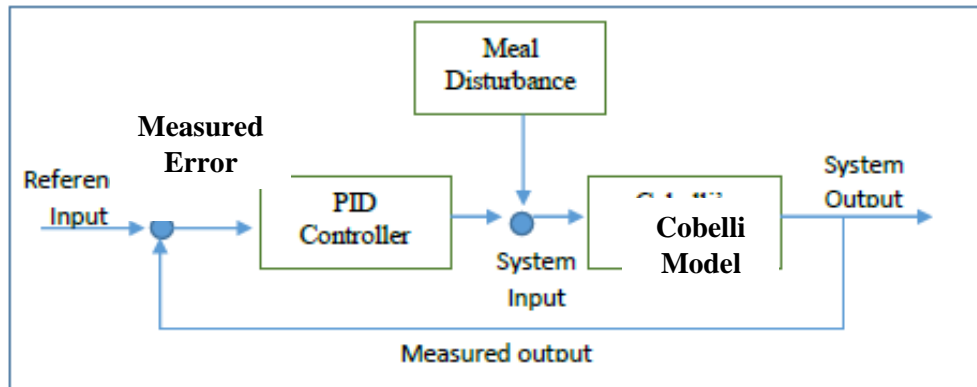 Meal
Disturbance
Measured
Error
Referen
Input
PID
Controller
System
Input
Cobelli
Model
System
Output
Measured output